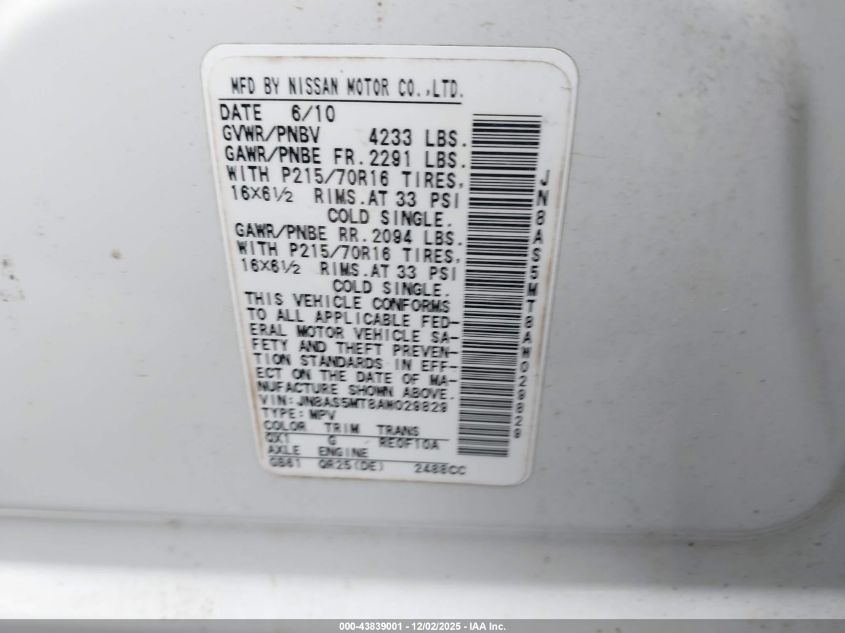 MFD BY NISSAN MOTOR CO.,LTD.
DATE 6/10
GVWR/PNBV 4233 LBS.
GAWR/PNBE FR.2291 LBS.
WITH P215/70R16 TIRES,
16X6½ RIMS.AT 33 PSI
COLD SINGLE.
GAWR/PNBE RR.2094 LBS.
WITH P215/70R16 TIRES,
16X6½ RIMS.AT 33 PSI
COLD SINGLE.
THIS VEHICLE CONFORMS
TO ALL APPLICABLE FED-
ERAL MOTOR VEHICLE SA-
FETY AND THEFT PREVEN-
TION STANDARDS IN EFF-
ECT ON THE DATE OF MA-
NUFACTURE SHOWN ABOVE.
VIN:JN8AS5MT8AW029829
TYPE:MPV
COLOR TRIM TRANS
QX1 G RE0F10A
AXLE ENGINE
GB61 QR25(DE) 2488CC
JN8AS5MT8AW029829
000-43839001 - 12/02/2025 - IAA Inc.